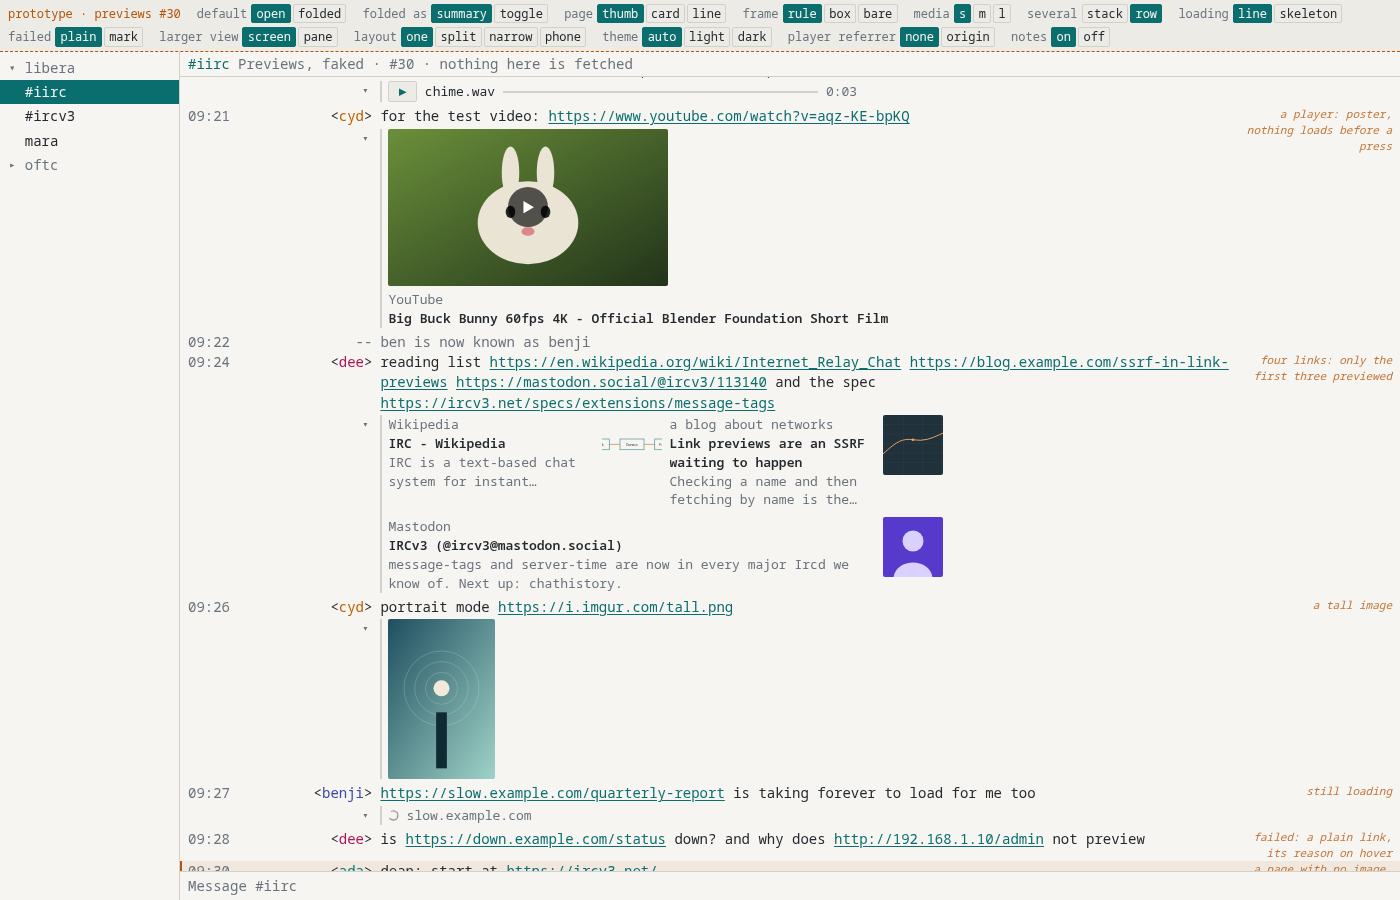 prototype · previews #30 default open folded folded as summary toggle page thumb card line frame rule box bare media s m l several stack row loading line skeleton
failed plain mark larger view screen pane layout one split narrow phone theme auto light dark player referrer none origin notes on off
▾ libera
#iirc
#ircv3
mara
▸ oftc
#iirc Previews, faked · #30 · nothing here is fetched
chime.wav 0:03
09:21 <cyd> for the test video: https://www.youtube.com/watch?v=aqz-KE-bpKQ
a player: poster,
nothing loads before a
press
YouTube
Big Buck Bunny 60fps 4K - Official Blender Foundation Short Film
09:22 -- ben is now known as benji
09:24 <dee> reading list https://en.wikipedia.org/wiki/Internet_Relay_Chat https://blog.example.com/ssrf-in-link-
previews https://mastodon.social/@ircv3/113140 and the spec
https://ircv3.net/specs/extensions/message-tags
four links: only the
first three previewed
Wikipedia
IRC - Wikipedia
IRC is a text-based chat
system for instant…
a blog about networks
Link previews are an SSRF
waiting to happen
Checking a name and then
fetching by name is the…
Mastodon
IRCv3 (@ircv3@mastodon.social)
message-tags and server-time are now in every major Ircd we
know of. Next up: chathistory.
09:26 <cyd> portrait mode https://i.imgur.com/tall.png
a tall image
09:27 <benji> https://slow.example.com/quarterly-report is taking forever to load for me too
still loading
slow.example.com
09:28 <dee> is https://down.example.com/status down? and why does http://192.168.1.10/admin not preview
failed: a plain link,
its reason on hover
09:30 <ada> dean: start at https://ircv3.net/
a page with no image
Message #iirc